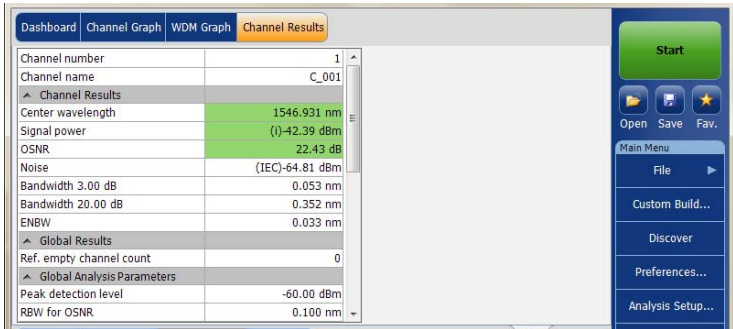 Dashboard Channel Graph WDM Graph Channel Results
Channel number 1
Channel name C_001
Channel Results
Center wavelength 1546.931 nm
Signal power (i)-42.39 dBm
OSNR 22.43 dB
Noise (IEC)-64.81 dBm
Bandwidth 3.00 dB 0.053 nm
Bandwidth 20.00 dB 0.352 nm
ENBW 0.033 nm
Global Results
Ref. empty channel count 0
Global Analysis Parameters
Peak detection level -60.00 dBm
RBW for OSNR 0.100 nm
Start
Open Save Fav.
Main Menu
File
Custom Build...
Discover
Preferences...
Analysis Setup...